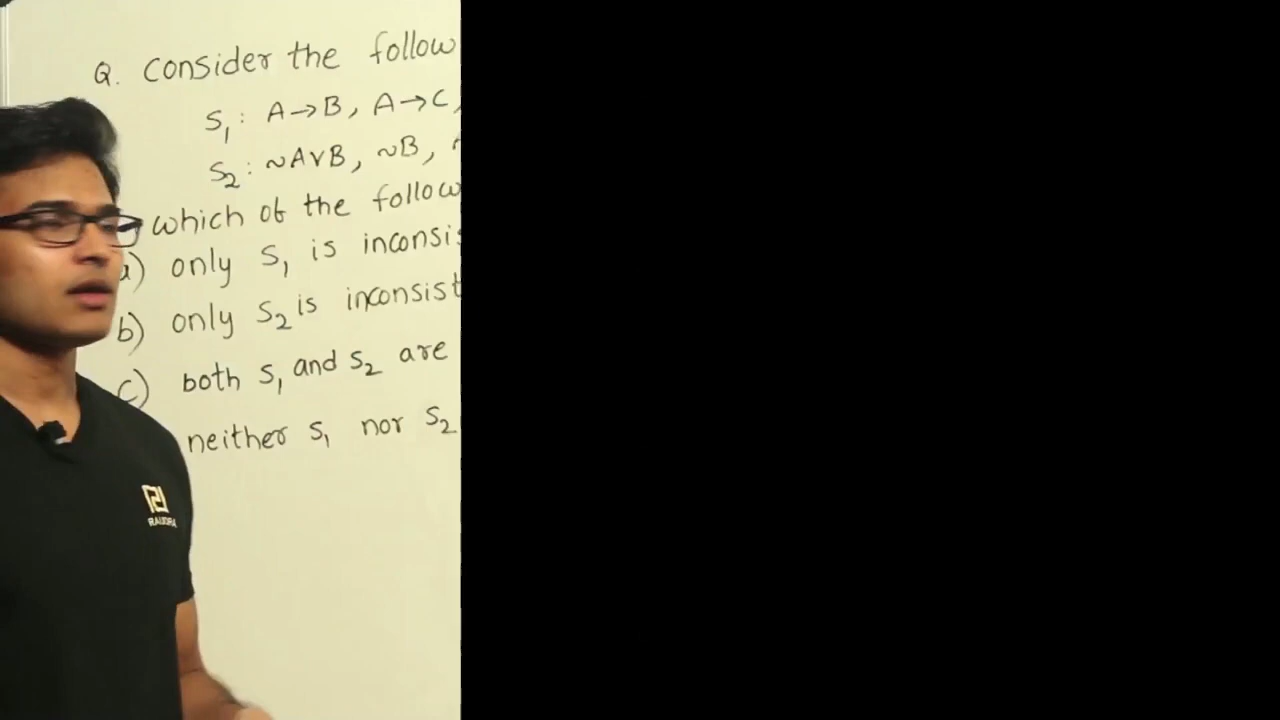 Q. Consider the follow
S1: A→B, A→C,
S2: ~A∨B, ~B,
which of the follow
a) only S1 is inconsis
b) only S2 is inconsist
c) both S1 and S2 are
neither S1 nor S2
RAUDRA